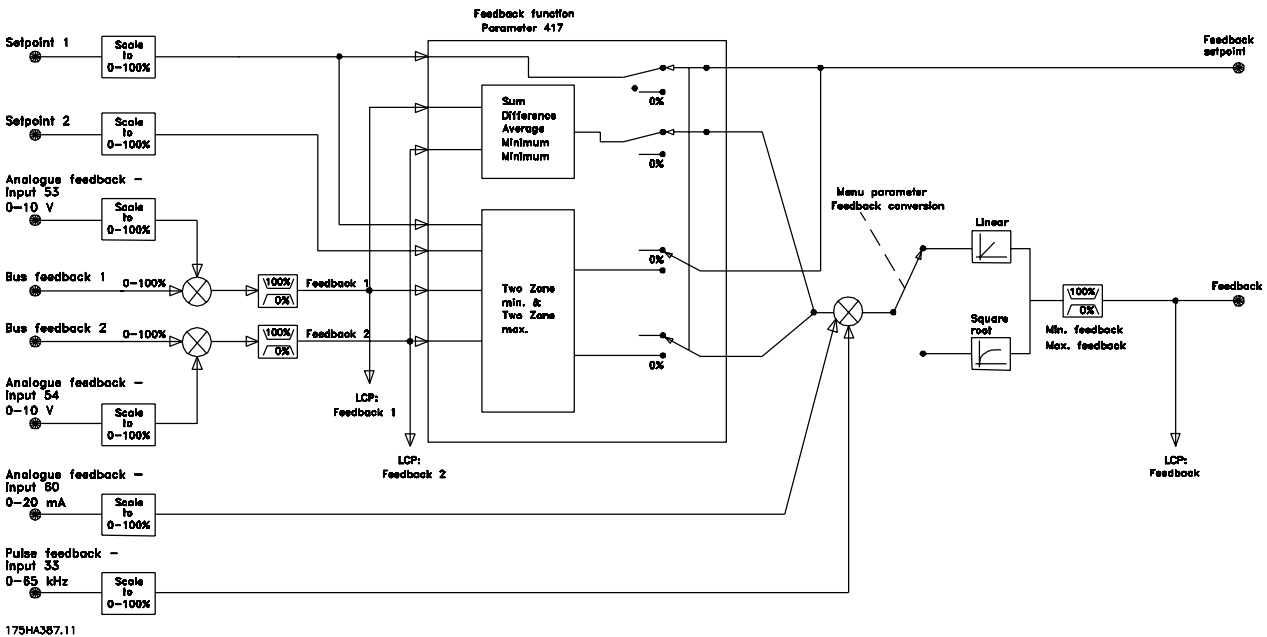 Feedback function
Parameter 417
Setpoint 1
Scale
to
0-100%
Feedback
setpoint
0%
Sum
Difference
Average
Minimum
Minimum
Setpoint 2
Scale
to
0-100%
0%
Analogue feedback -
input 53
0-10 V
Scale
to
0-100%
Menu parameter
Feedback conversion
Linear
0%
Bus feedback 1
0-100%
100%
0%
Feedback 1
Two Zone
min. &
Two Zone
max.
Feedback
100%
0%
Min. feedback
Max. feedback
Bus feedback 2
0-100%
100%
0%
Feedback 2
Square
root
0%
Analogue feedback -
input 54
0-10 V
Scale
to
0-100%
LCP:
Feedback 1
LCP:
Feedback 2
LCP:
Feedback
Analogue feedback -
input 60
0-20 mA
Scale
to
0-100%
Pulse feedback -
input 33
0-65 kHz
Scale
to
0-100%
175HA387.11